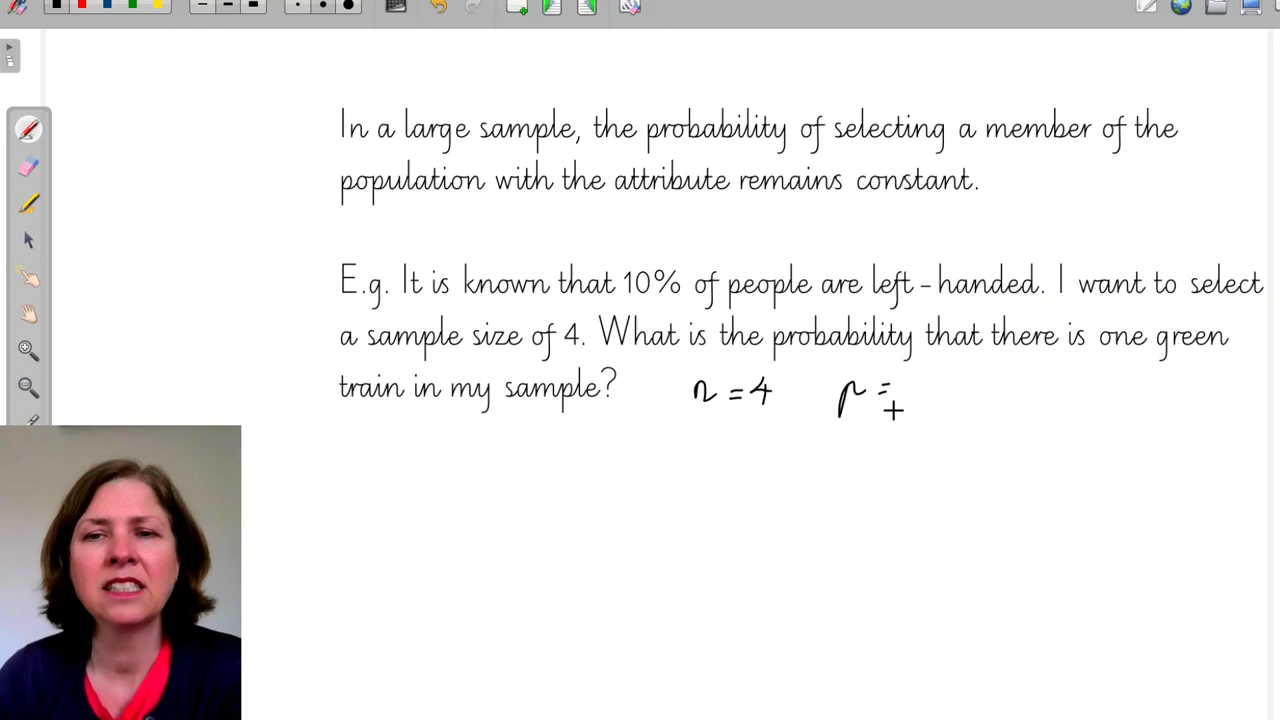 In a large sample, the probability of selecting a member of the
population with the attribute remains constant.
E.g. It is known that 10% of people are left-handed. I want to select
a sample size of 4. What is the probability that there is one green
train in my sample? n = 4 p =